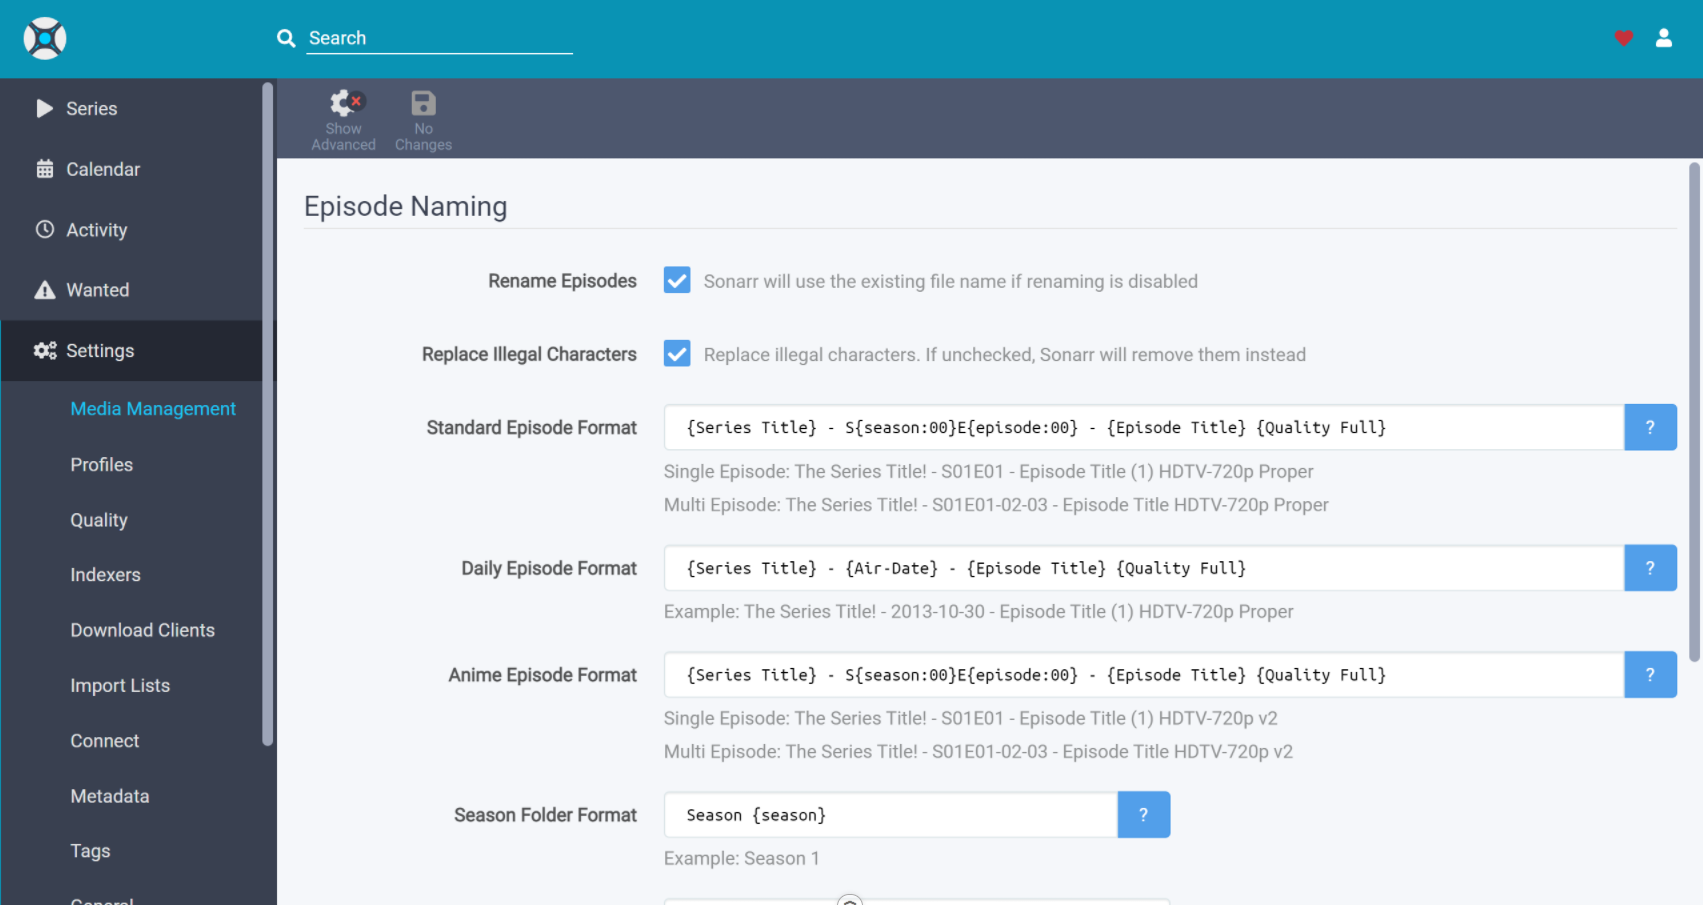 Search
Series
Calendar
Activity
Wanted
Settings
Media Management
Profiles
Quality
Indexers
Download Clients
Import Lists
Connect
Metadata
Tags
General
Show
Advanced
No
Changes
Episode Naming
Rename Episodes
Sonarr will use the existing file name if renaming is disabled
Replace Illegal Characters
Replace illegal characters. If unchecked, Sonarr will remove them instead
Standard Episode Format
{Series Title} - S{season:00}E{episode:00} - {Episode Title} {Quality Full}
?
Single Episode: The Series Title! - S01E01 - Episode Title (1) HDTV-720p Proper
Multi Episode: The Series Title! - S01E01-02-03 - Episode Title HDTV-720p Proper
Daily Episode Format
{Series Title} - {Air-Date} - {Episode Title} {Quality Full}
?
Example: The Series Title! - 2013-10-30 - Episode Title (1) HDTV-720p Proper
Anime Episode Format
{Series Title} - S{season:00}E{episode:00} - {Episode Title} {Quality Full}
?
Single Episode: The Series Title! - S01E01 - Episode Title (1) HDTV-720p v2
Multi Episode: The Series Title! - S01E01-02-03 - Episode Title HDTV-720p v2
Season Folder Format
Season {season}
?
Example: Season 1